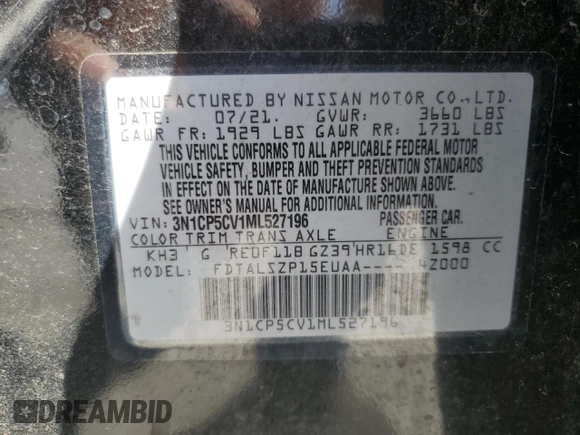 MANUFACTURED BY NISSAN MOTOR CO., LTD.
DATE: 07/21. GVWR: 3660 LBS
GAWR FR: 1929 LBS GAWR RR: 1731 LBS
THIS VEHICLE CONFORMS TO ALL APPLICABLE FEDERAL MOTOR
VEHICLE SAFETY, BUMPER AND THEFT PREVENTION STANDARDS
IN EFFECT ON THE DATE OF MANUFACTURE SHOWN ABOVE.
SEE OWNER'S MANUAL FOR ADDITIONAL INFORMATION.
VIN: 3N1CP5CV1ML527196 PASSENGER CAR.
COLOR TRIM TRANS AXLE ENGINE
KH3 G RE0F11B GZ39 HR16DE 1598 CC
MODEL: FDTALSZP15EUAA---- 42000
3N1CP5CV1ML527196
DREAMBID